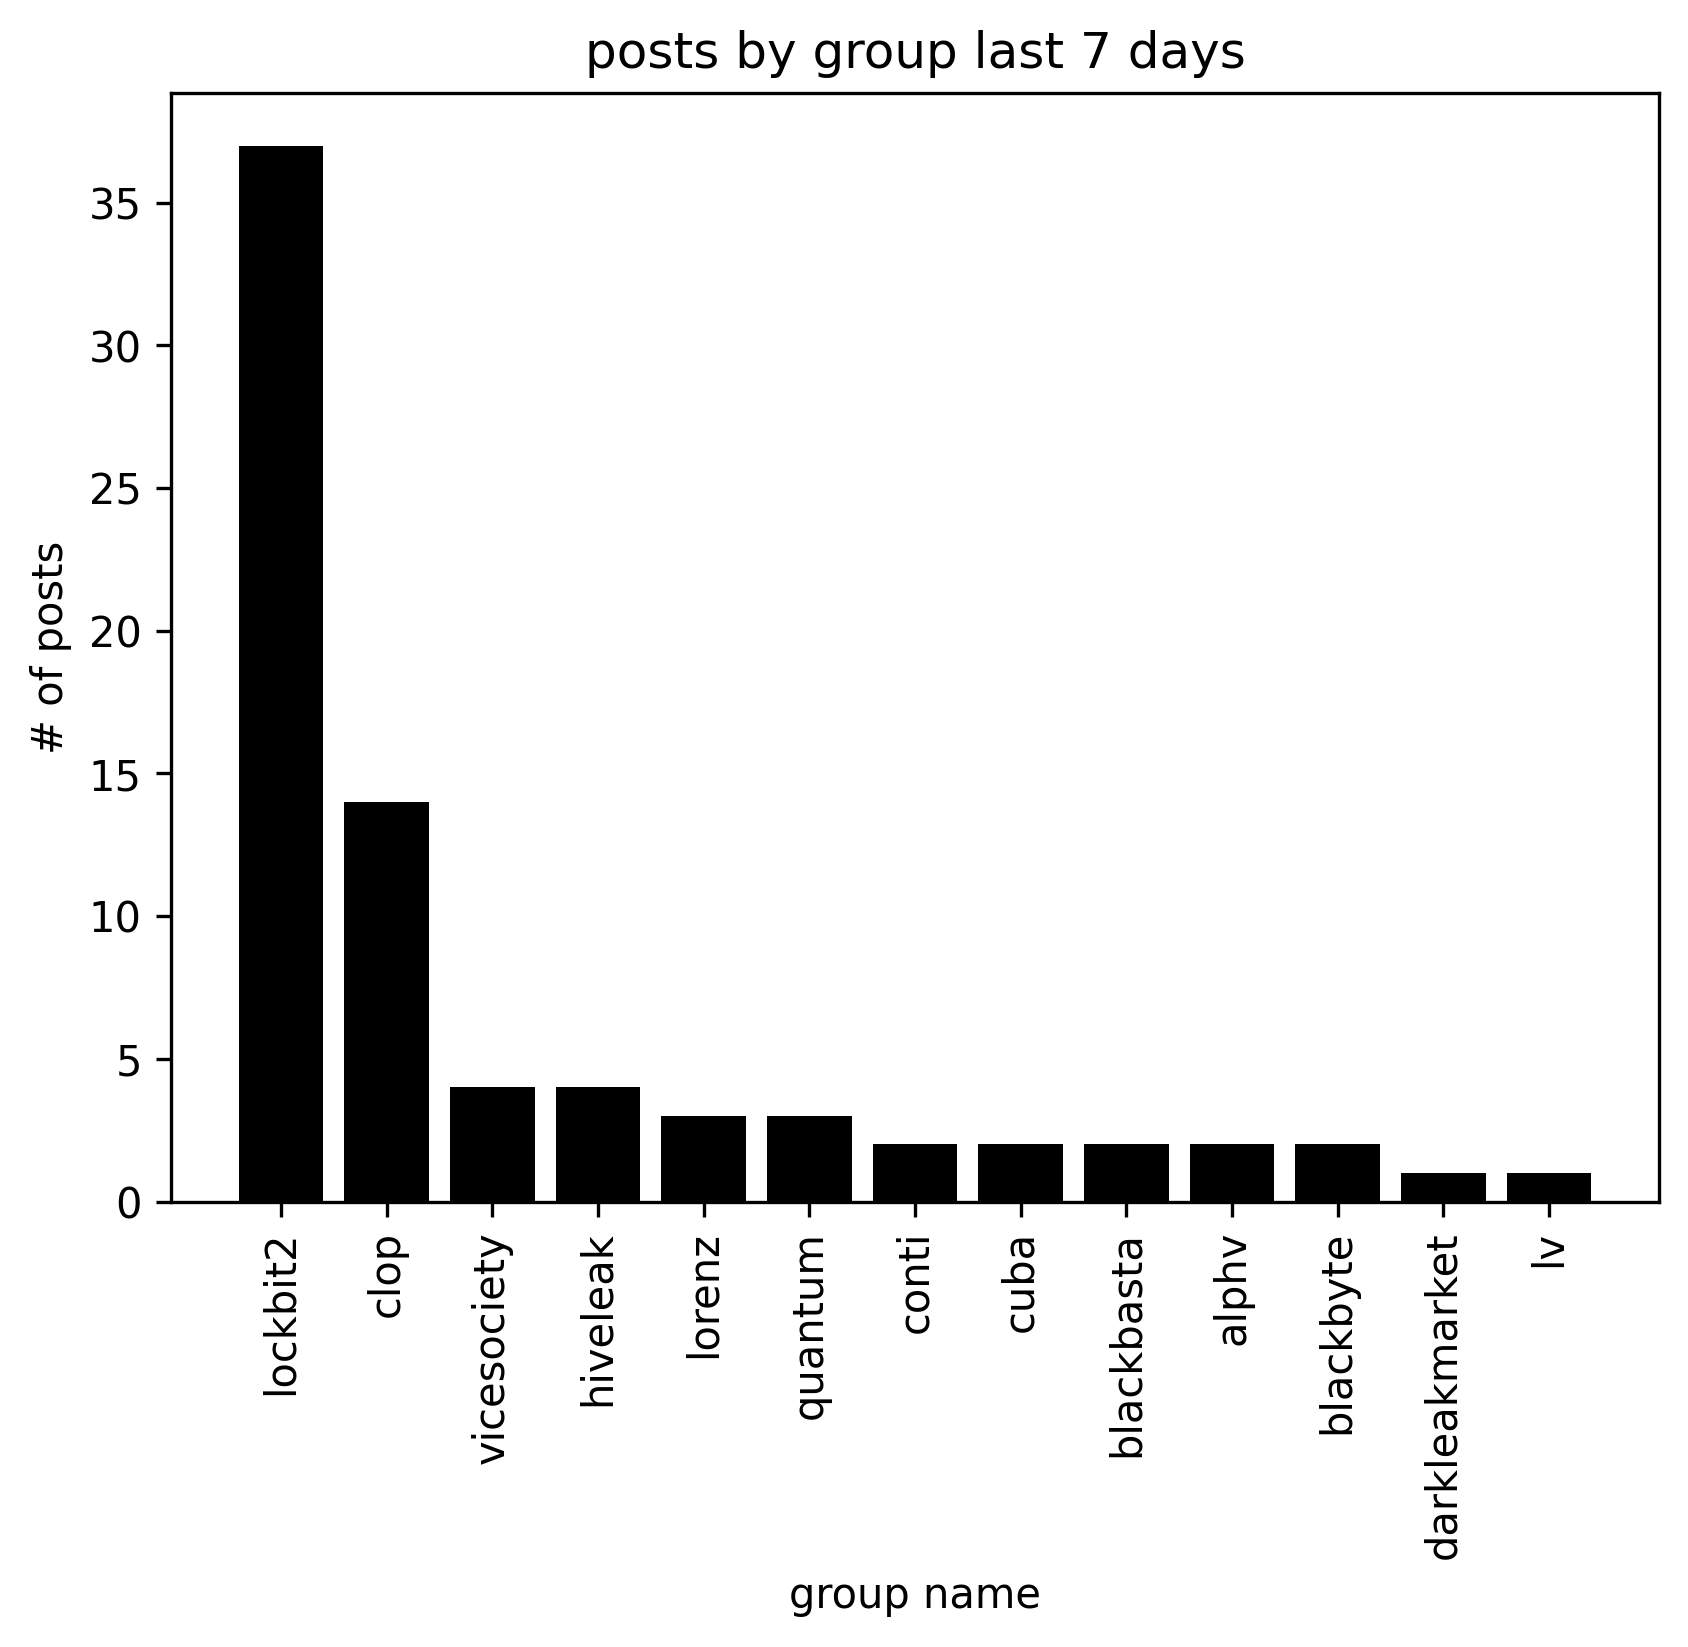 posts by group last 7 days
# of posts
35
30
25
20
15
10
5
0
lockbit2
clop
vicesociety
hiveleak
lorenz
quantum
conti
cuba
blackbasta
alphv
blackbyte
darkleakmarket
lv
group name